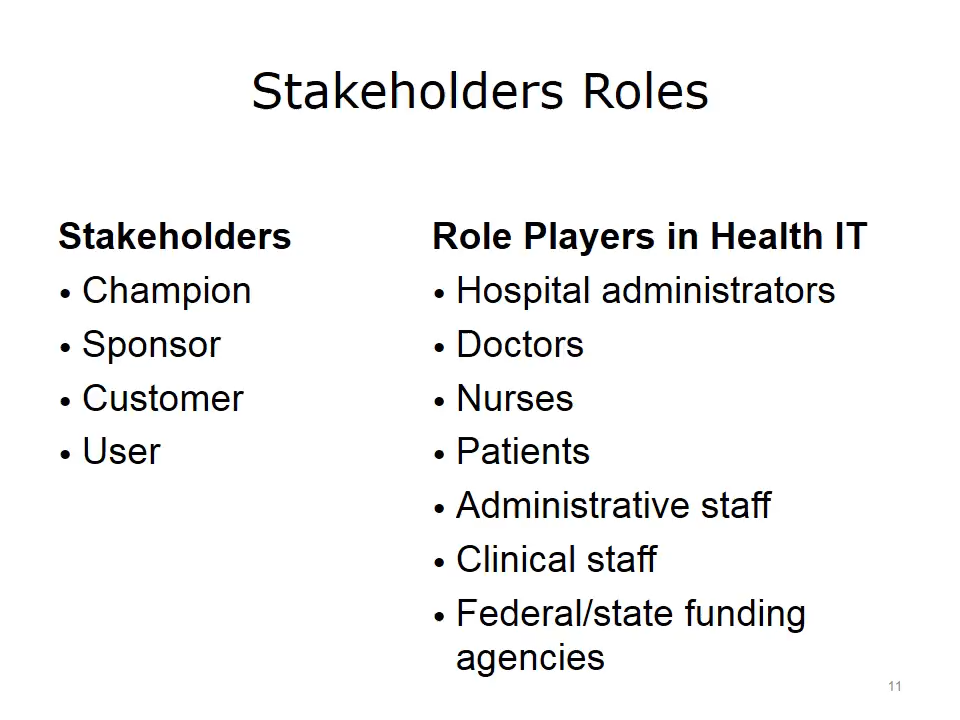 Stakeholders Roles
Stakeholders
• Champion
• Sponsor
• Customer
• User
Role Players in Health IT
• Hospital administrators
• Doctors
• Nurses
• Patients
• Administrative staff
• Clinical staff
• Federal/state funding
agencies
11